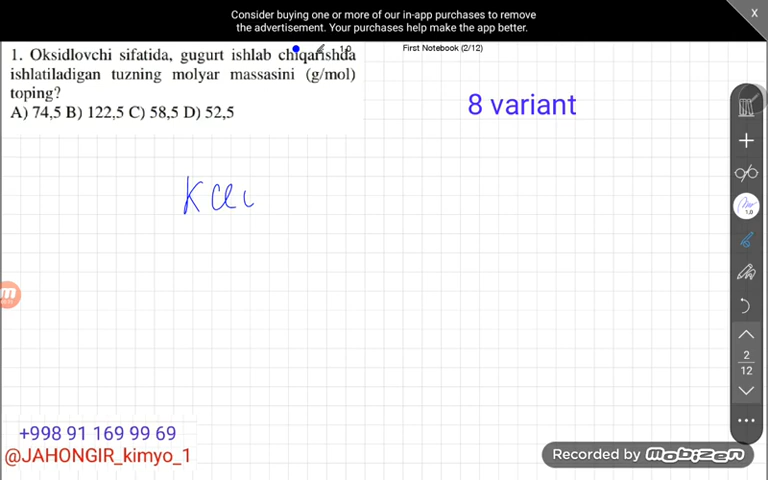 Consider buying one or more of our in-app purchases to remove
the advertisement. Your purchases help make the app better.
X
First Notebook (2/12)
1. Oksidlovchi sifatida, gugurt ishlab chiqarishda
ishlatiladigan tuzning molyar massasini (g/mol)
toping?
A) 74,5 B) 122,5 C) 58,5 D) 52,5
8 variant
KCl
1,0
2
12
+998 91 169 99 69
@JAHONGIR_kimyo_1
Recorded by MOBIZEN